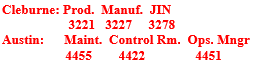 Cleburne: Prod. Manuf. JIN
3221 3227 3278
Austin: Maint. Control Rm. Ops. Mngr
4455 4422 4451